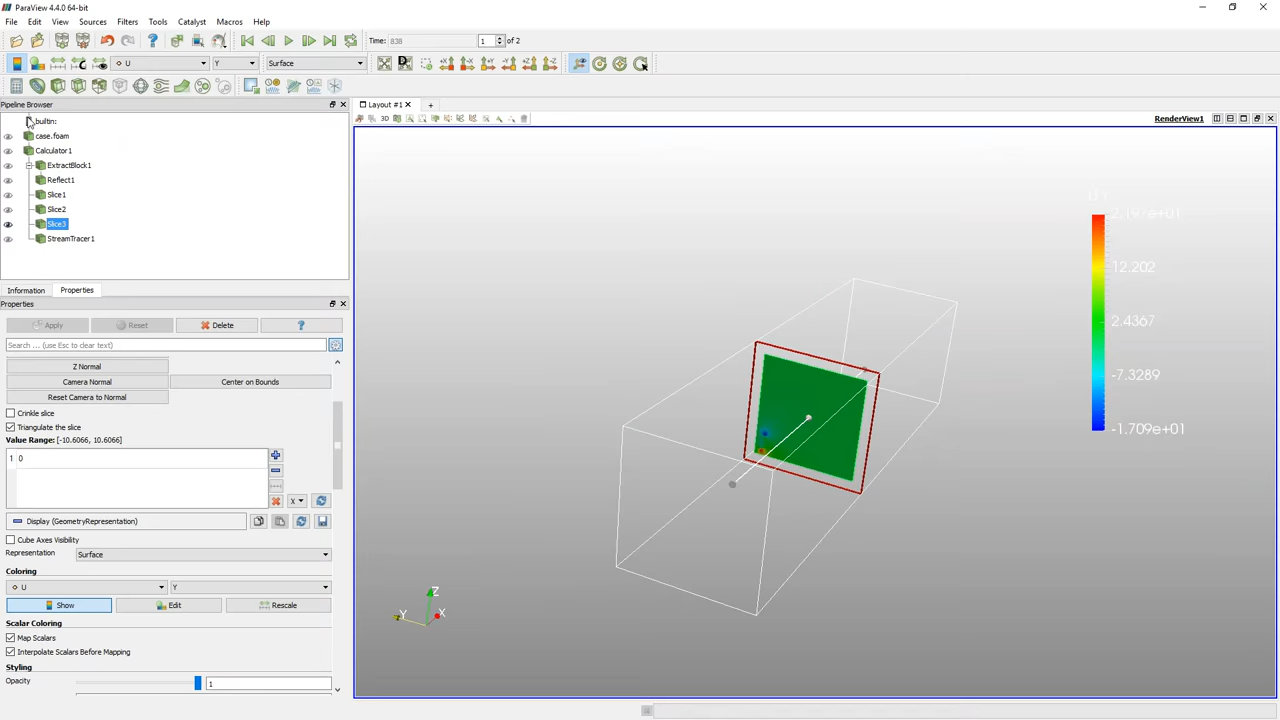 ParaView 4.4.0 64-bit
File Edit View Sources Filters Tools Catalyst Macros Help
Time: 838 1 of 2
U Y Surface
Pipeline Browser
Layout #1
builtin:
3D RenderView1
case.foam
Calculator1
ExtractBlock1
Reflect1
Slice1
Slice2
Slice3
StreamTracer1
Information Properties
Properties
Apply Reset Delete ?
Search ... (use Esc to clear text)
Z Normal
Camera Normal Center on Bounds
Reset Camera to Normal
Crinkle slice
Triangulate the slice
Value Range: [-10.6066, 10.6066]
1 0
X
Display (GeometryRepresentation)
Cube Axes Visibility
Representation Surface
Coloring
U Y
Show Edit Rescale
Scalar Coloring
Map Scalars
Interpolate Scalars Before Mapping
Styling
Opacity 1
U Y
2.197e+01
12.202
2.4367
-7.3289
-1.709e+01
Z
Y X